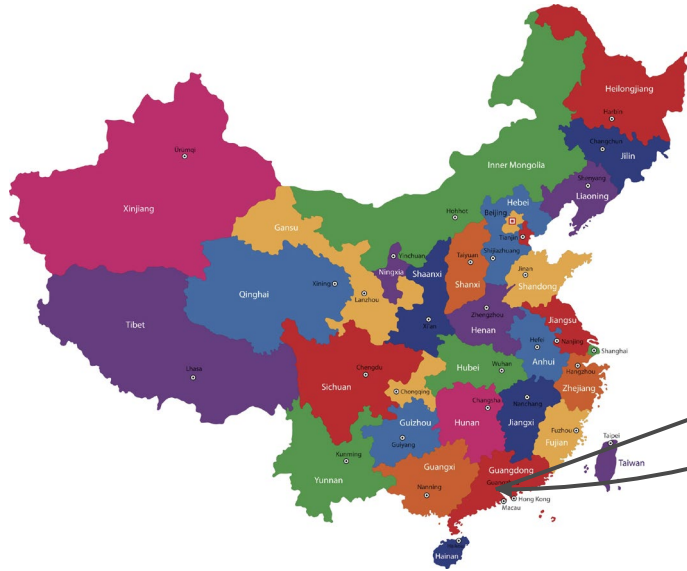 Heilongjiang
Harbin
Changchun
Jilin
Inner Mongolia
Shenyang
Liaoning
Ürümqi
Xinjiang
Hohhot
Hebei
Beijing
Tianjin
Gansu
Yinchuan
Ningxia
Shaanxi
Taiyuan
Shanxi
Shijiazhuang
Jinan
Shandong
Qinghai
Xining
Lanzhou
Xi'an
Zhengzhou
Henan
Jiangsu
Nanjing
Tibet
Lhasa
Hefei
Anhui
Shanghai
Hangzhou
Zhejiang
Chengdu
Sichuan
Hubei
Wuhan
Chongqing
Changsha
Hunan
Nanchang
Jiangxi
Guizhou
Guiyang
Fuzhou
Fujian
Taipei
Taiwan
Kunming
Yunnan
Guangxi
Nanning
Guangdong
Hong Kong
Macau
Hainan